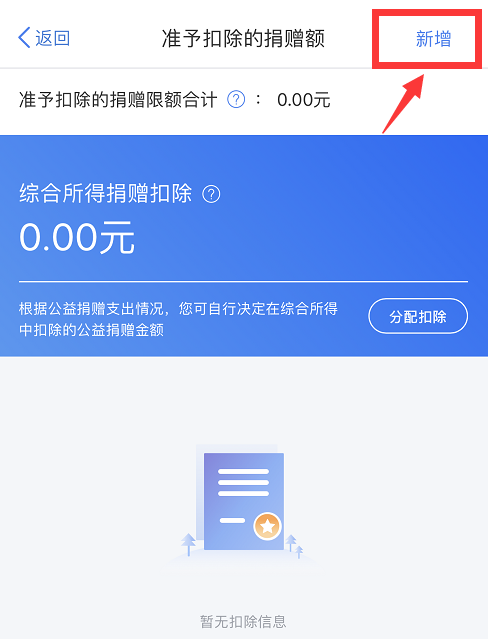 返回 准予扣除的捐赠额 新增
准予扣除的捐赠限额合计 ? ： 0.00元
综合所得捐赠扣除 ?
0.00元
根据公益捐赠支出情况，您可自行决定在综合所得
中扣除的公益捐赠金额
分配扣除
暂无扣除信息